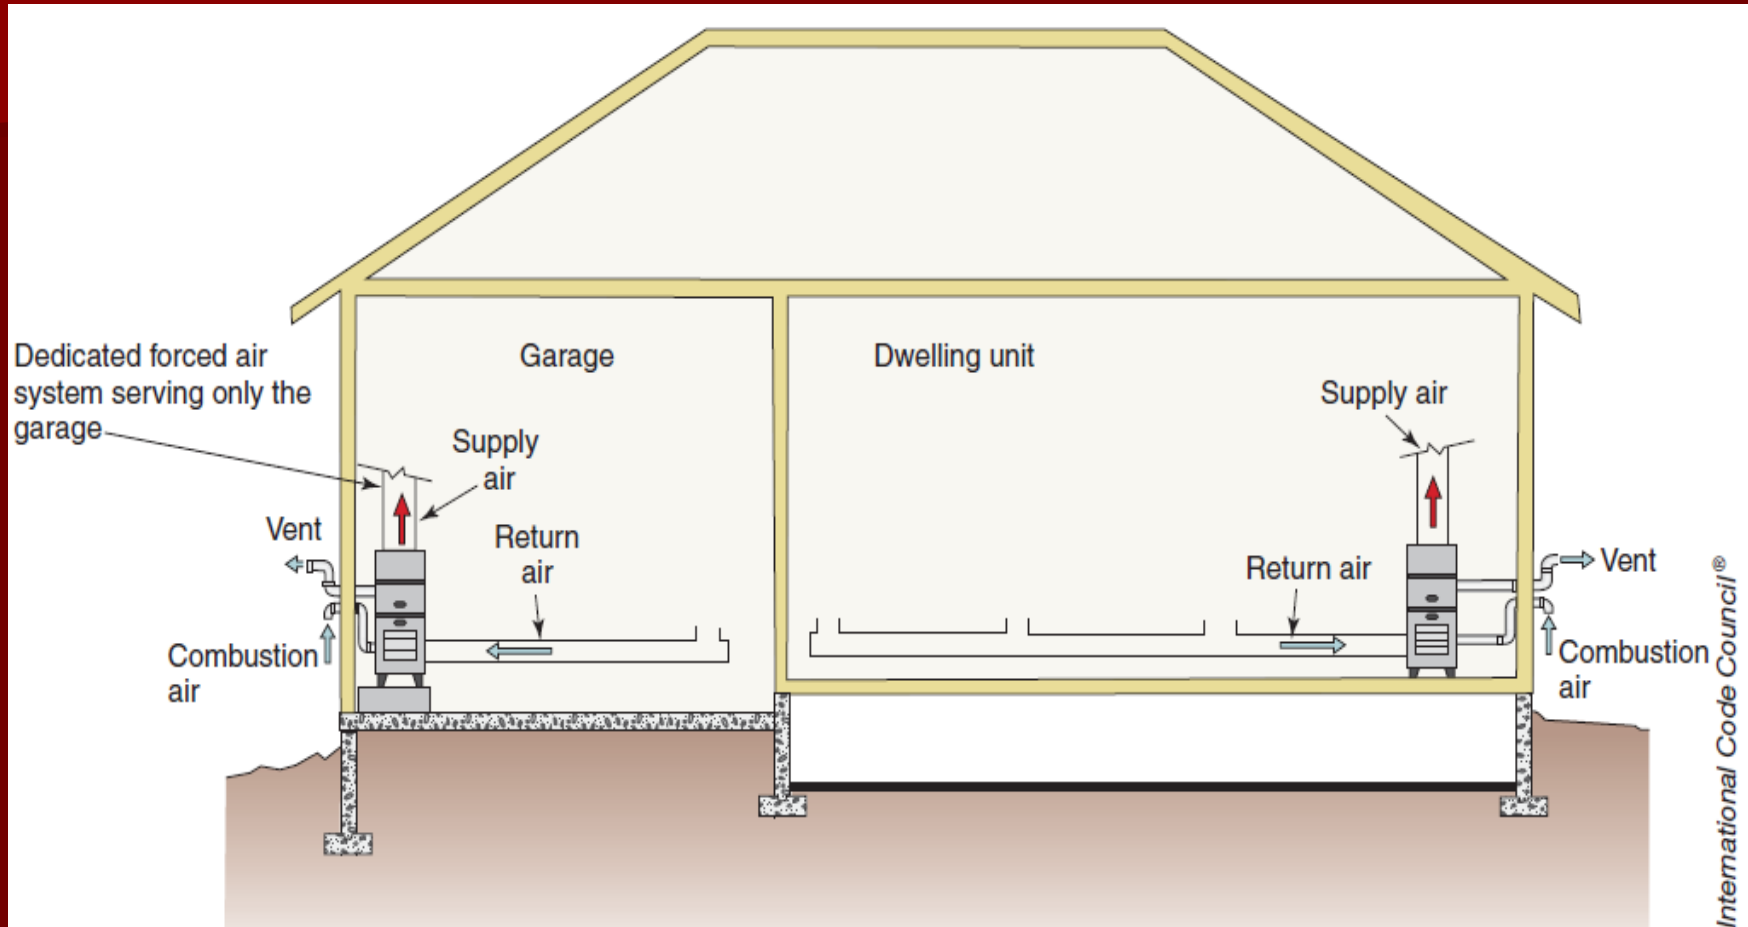 Dedicated forced air
system serving only the
garage
Garage
Dwelling unit
Supply
air
Supply air
Vent
Return
air
Return air
Vent
Combustion
air
Combustion
air
International Code Council®